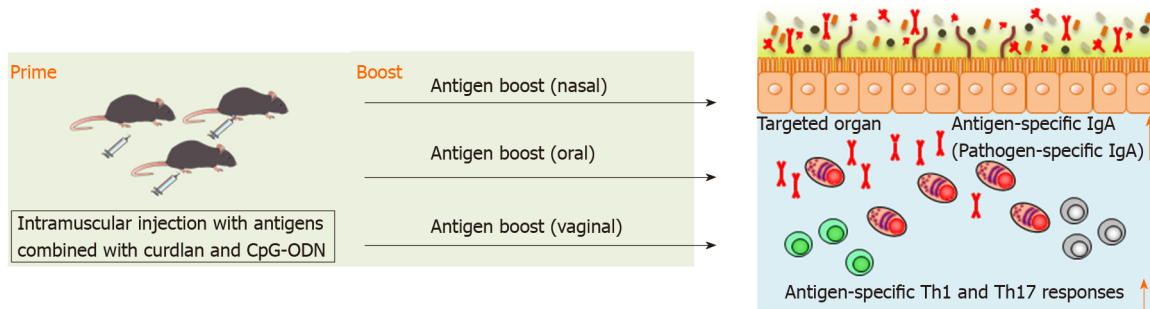 Prime
Boost
Antigen boost (nasal)
Antigen boost (oral)
Antigen boost (vaginal)
Intramuscular injection with antigens
combined with curdlan and CpG-ODN
Targeted organ
Antigen-specific IgA
(Pathogen-specific IgA)
Antigen-specific Th1 and Th17 responses